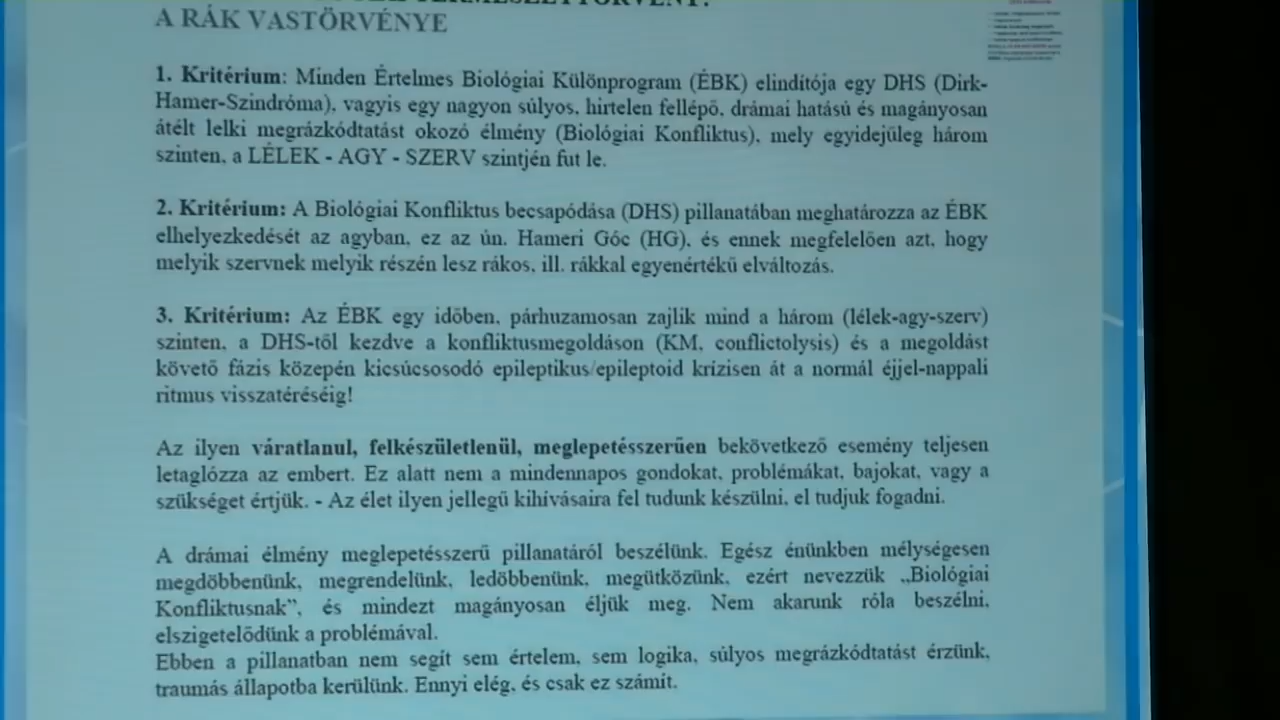 A RÁK VASTÖRVÉNYE
1. Kritérium: Minden Értelmes Biológiai Különprogram (ÉBK) elindítója egy DHS (Dirk-
Hamer-Szindróma), vagyis egy nagyon súlyos, hirtelen fellépő, drámai hatású és magányosan
átélt lelki megrázkódtatást okozó élmény (Biológiai Konfliktus), mely egyidejűleg három
szinten, a LÉLEK - AGY - SZERV szintjén fut le.
2. Kritérium: A Biológiai Konfliktus becsapódása (DHS) pillanatában meghatározza az ÉBK
elhelyezkedését az agyban, ez az ún. Hameri Góc (HG), és ennek megfelelően azt, hogy
melyik szervnek melyik részén lesz rákos, ill. rákkal egyenértékű elváltozás.
3. Kritérium: Az ÉBK egy időben, párhuzamosan zajlik mind a három (lélek-agy-szerv)
szinten, a DHS-től kezdve a konfliktusmegoldáson (KM, conflictolysis) és a megoldást
követő fázis közepén kicsúcsosodó epileptikus/epileptoid krízisen át a normál éjjel-nappali
ritmus visszatéréséig!
Az ilyen váratlanul, felkészületlenül, meglepetésszerűen bekövetkező esemény teljesen
letaglózza az embert. Ez alatt nem a mindennapos gondokat, problémákat, bajokat, vagy a
szükséget értjük. - Az élet ilyen jellegű kihívásaira fel tudunk készülni, el tudjuk fogadni.
A drámai élmény meglepetésszerű pillanatáról beszélünk. Egész énünkben mélységesen
megdöbbenünk, megrendelünk, ledöbbenünk, megütközünk, ezért nevezzük „Biológiai
Konfliktusnak”, és mindezt magányosan éljük meg. Nem akarunk róla beszélni,
elszigetelődünk a problémával.
Ebben a pillanatban nem segít sem értelem, sem logika, súlyos megrázkódtatást érzünk,
traumás állapotba kerülünk. Ennyi elég, és csak ez számít.